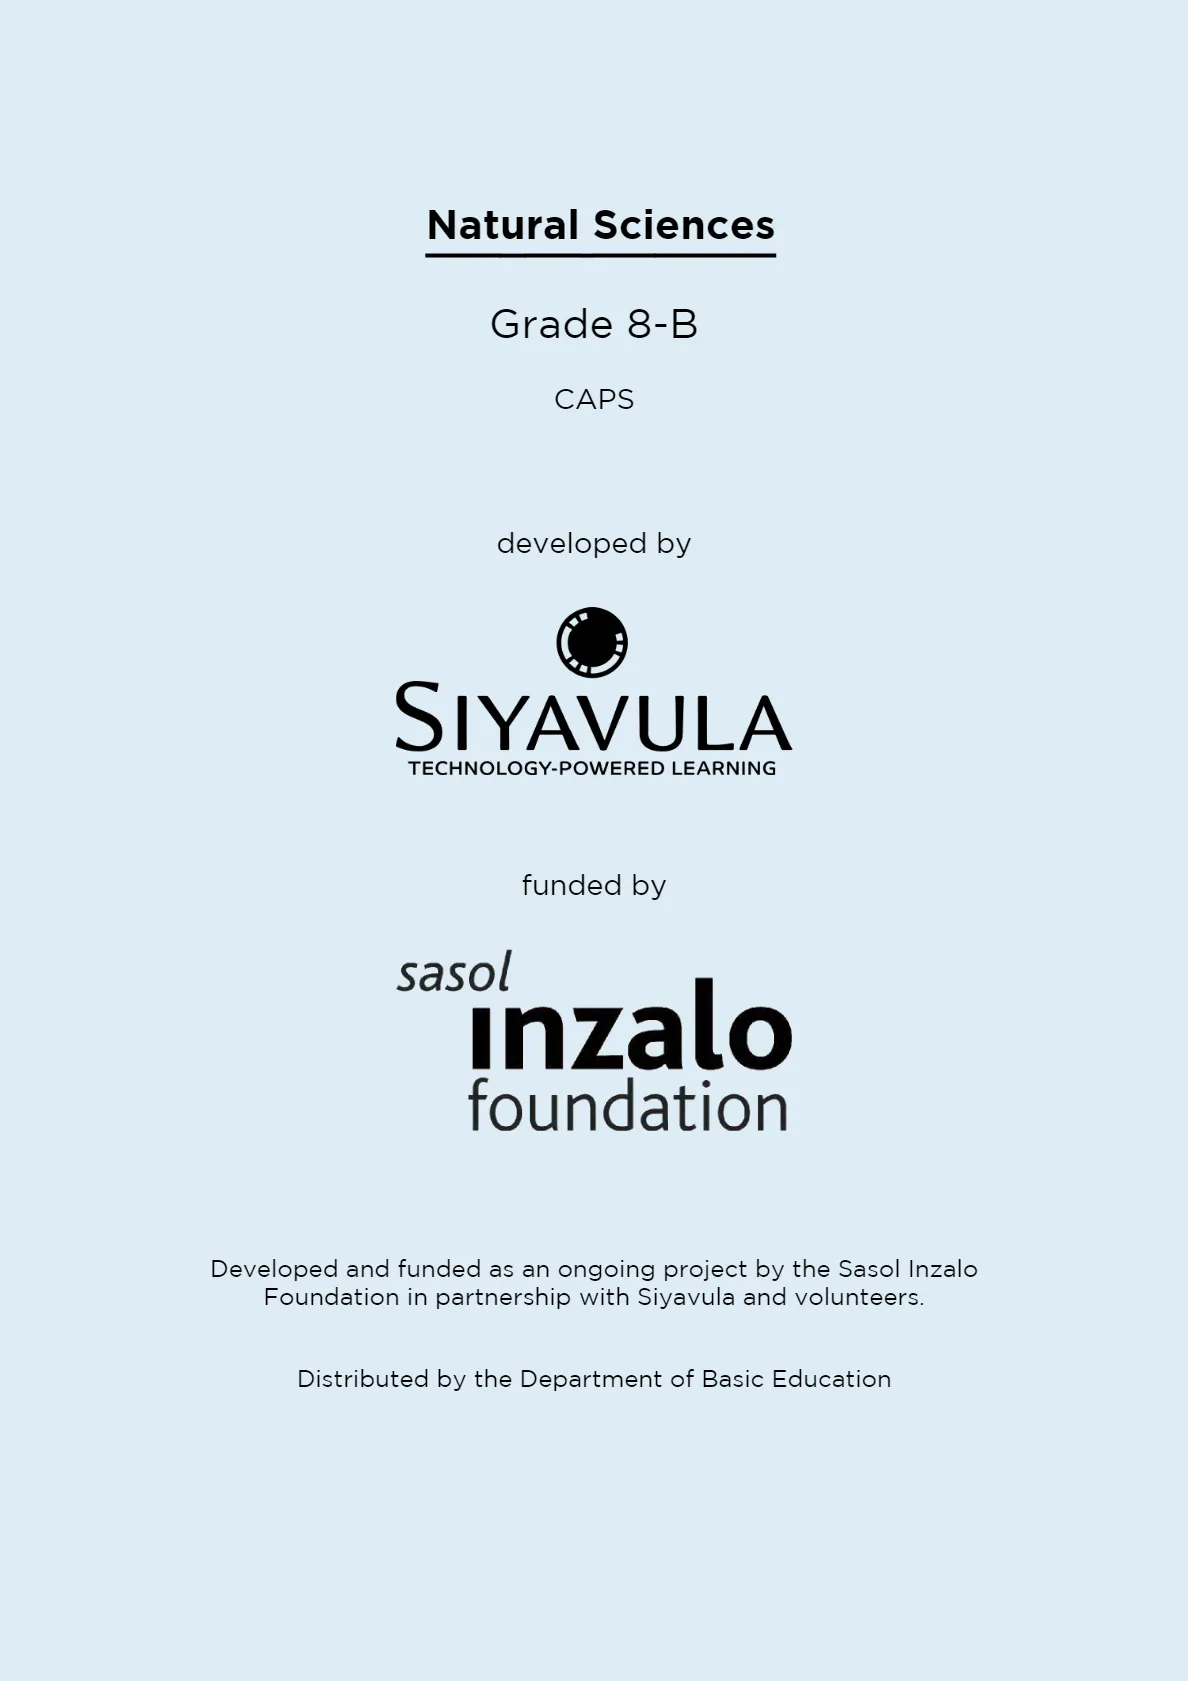 Natural Sciences
Grade 8-B
CAPS
developed by
SIYAVULA
TECHNOLOGY-POWERED LEARNING
funded by
sasol
inzalo
foundation
Developed and funded as an ongoing project by the Sasol Inzalo
Foundation in partnership with Siyavula and volunteers.
Distributed by the Department of Basic Education